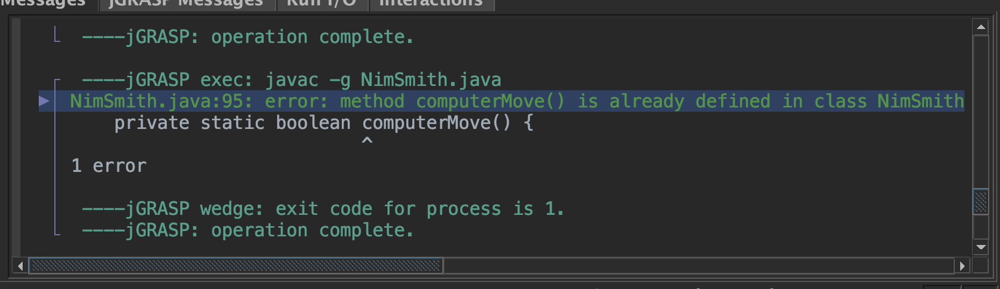 Messages jGRASP Messages Run I/O Interactions
----jGRASP: operation complete.
----jGRASP exec: javac -g NimSmith.java
NimSmith.java:95: error: method computerMove() is already defined in class NimSmith
private static boolean computerMove() {
^
1 error
----jGRASP wedge: exit code for process is 1.
----jGRASP: operation complete.